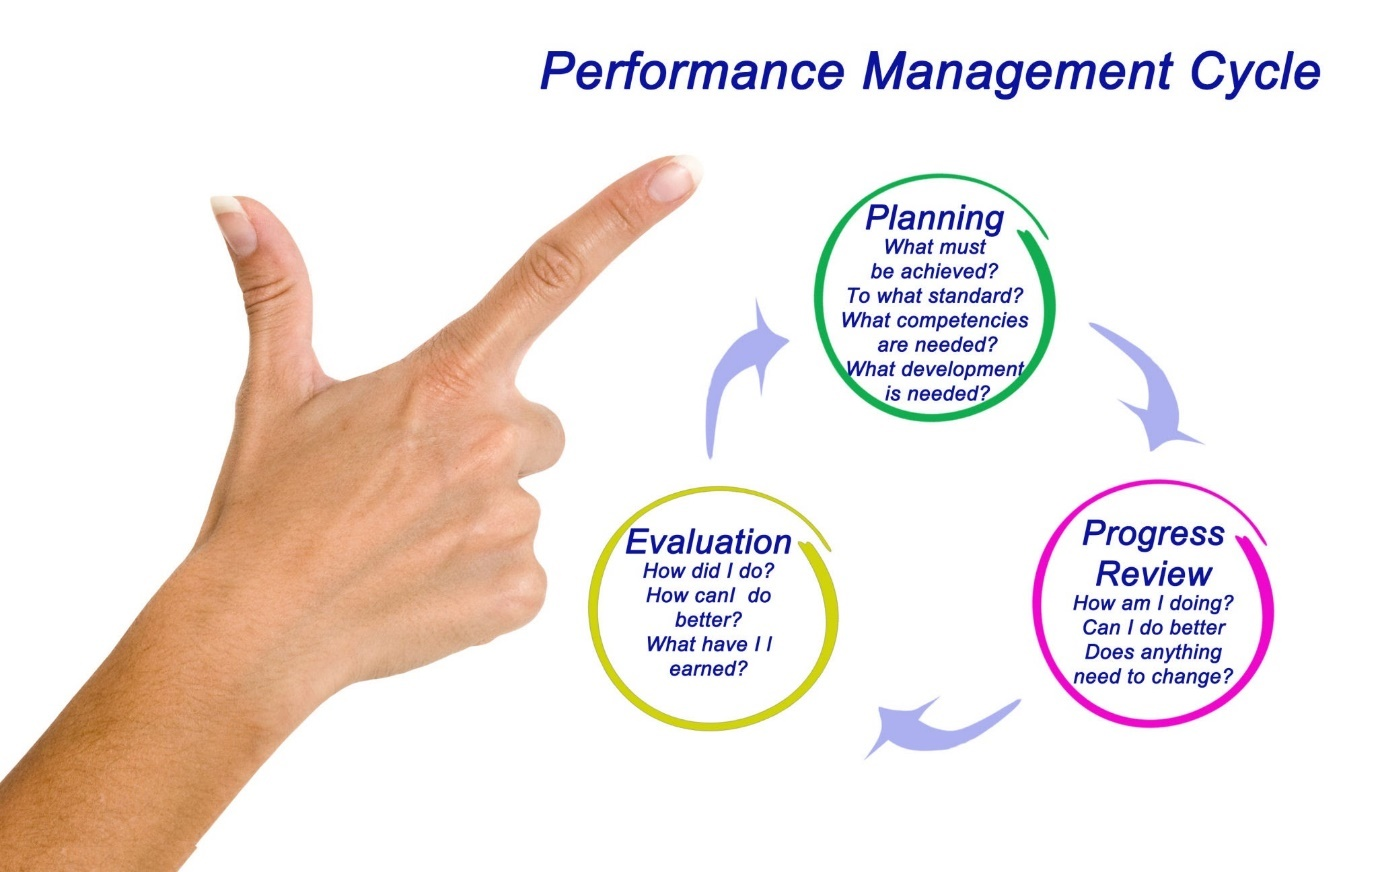 Performance Management Cycle
Planning
What must
be achieved?
To what standard?
What competencies
are needed?
What development
is needed?
Progress
Review
How am I doing?
Can I do better
Does anything
need to change?
Evaluation
How did I do?
How canI  do
better?
What have I l
earned?